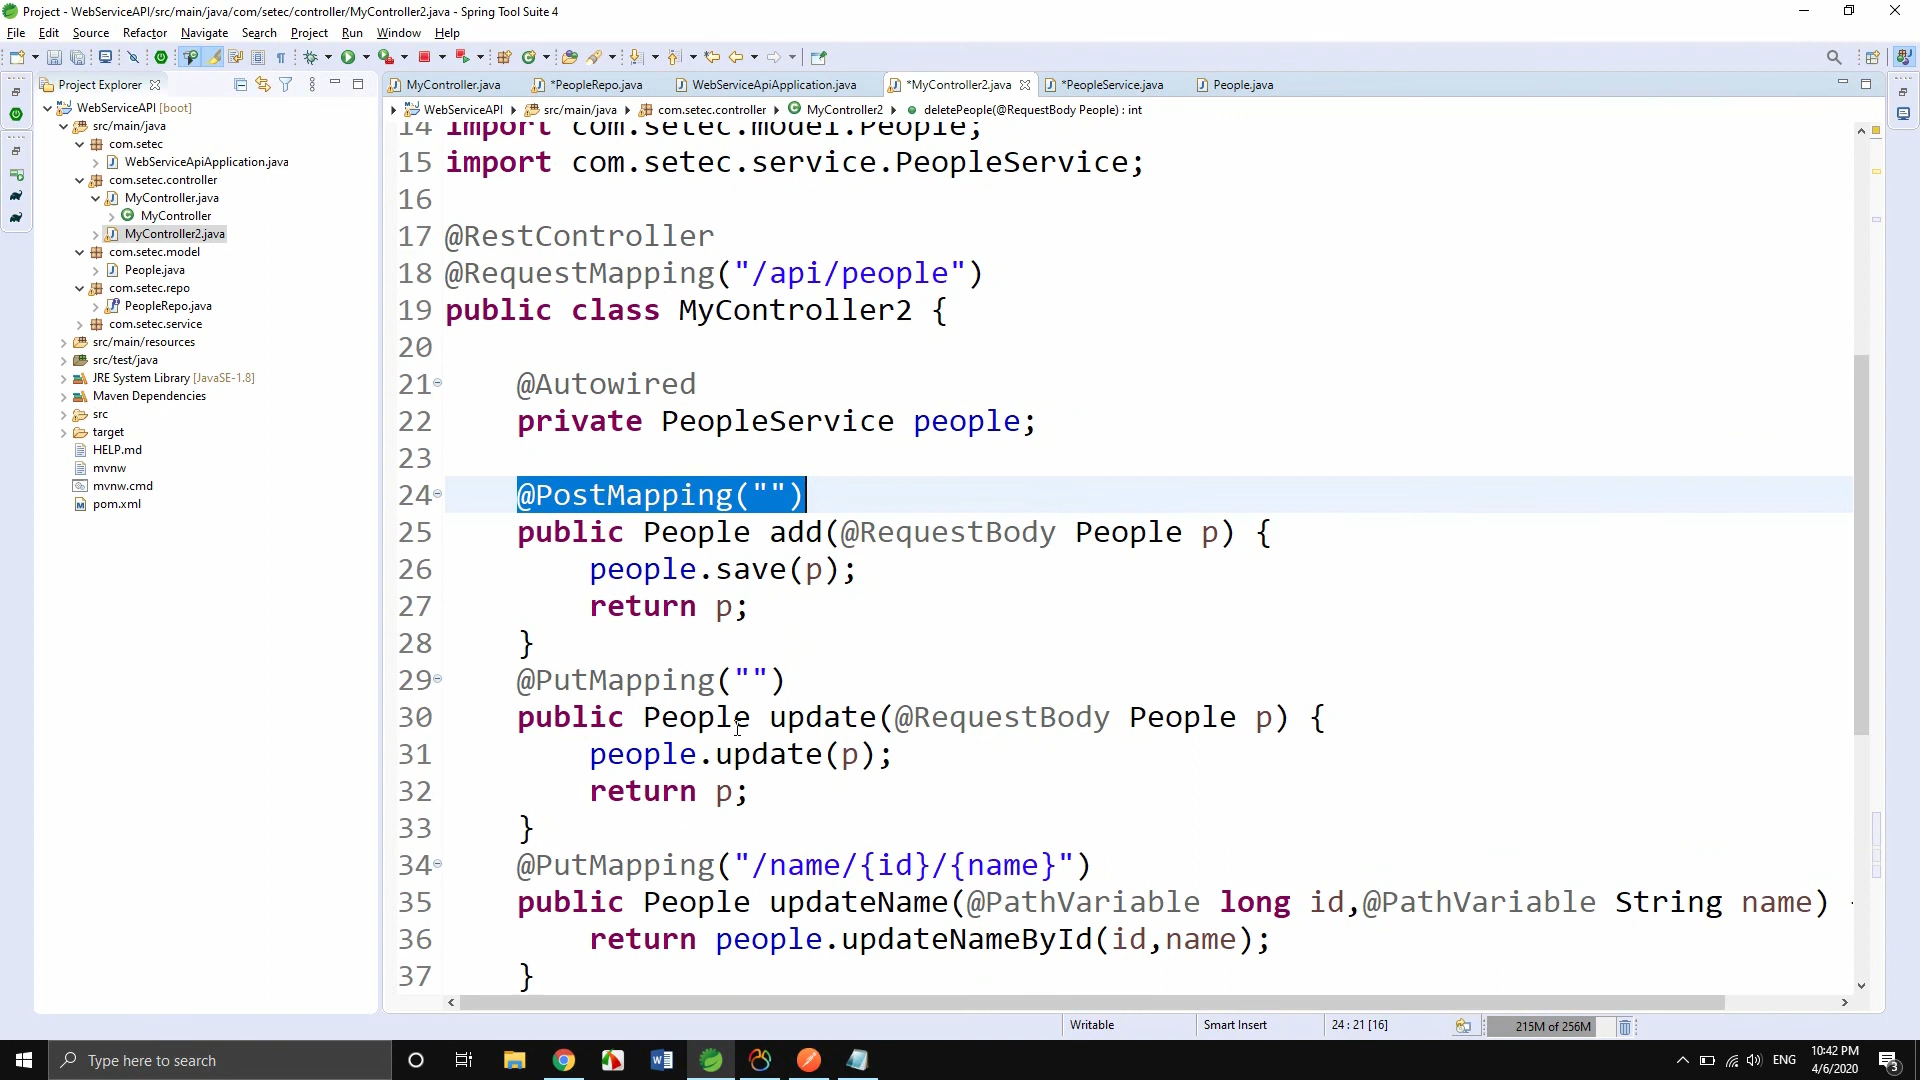 Project - WebServiceAPI/src/main/java/com/setec/controller/MyController2.java - Spring Tool Suite 4
File Edit Source Refactor Navigate Search Project Run Window Help
Project Explorer
MyController.java *PeopleRepo.java WebServiceApiApplication.java *MyController2.java *PeopleService.java People.java
WebServiceAPI src/main/java com.setec.controller MyController2 deletePeople(@RequestBody People) : int
WebServiceAPI [boot]
src/main/java
com.setec
WebServiceApiApplication.java
com.setec.controller
MyController.java
MyController
MyController2.java
com.setec.model
People.java
com.setec.repo
PeopleRepo.java
com.setec.service
src/main/resources
src/test/java
JRE System Library [JavaSE-1.8]
Maven Dependencies
src
target
HELP.md
mvnw
mvnw.cmd
pom.xml
14 import com.setec.model.People;
15 import com.setec.service.PeopleService;
16
17 @RestController
18 @RequestMapping("/api/people")
19 public class MyController2 {
20
21 @Autowired
22 private PeopleService people;
23
24 @PostMapping("")
25 public People add(@RequestBody People p) {
26 people.save(p);
27 return p;
28 }
29 @PutMapping("")
30 public People update(@RequestBody People p) {
31 people.update(p);
32 return p;
33 }
34 @PutMapping("/name/{id}/{name}")
35 public People updateName(@PathVariable long id,@PathVariable String name)
36 return people.updateNameById(id,name);
37 }
Writable Smart Insert 24 : 21 [16] 215M of 256M
Type here to search
ENG
10:42 PM
4/6/2020
3